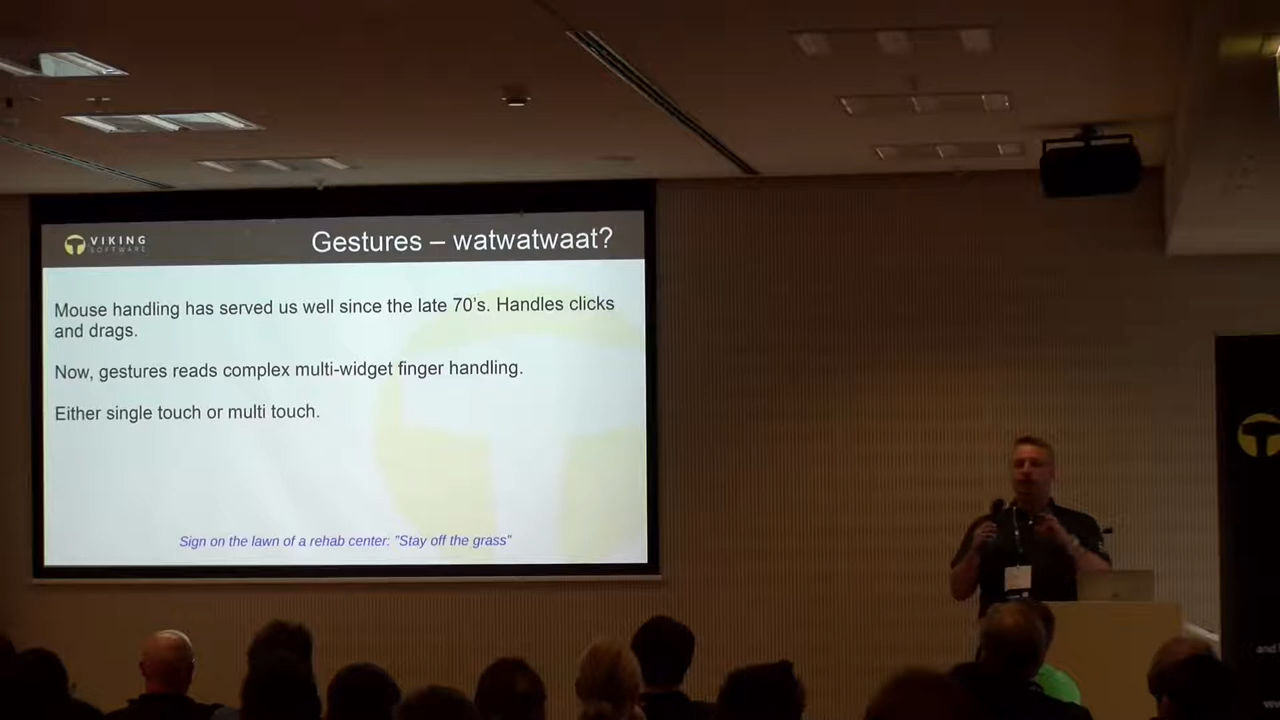 VIKING
SOFTWARE
Gestures – watwatwaat?
Mouse handling has served us well since the late 70's. Handles clicks
and drags.
Now, gestures reads complex multi-widget finger handling.
Either single touch or multi touch.
Sign on the lawn of a rehab center: "Stay off the grass"
and